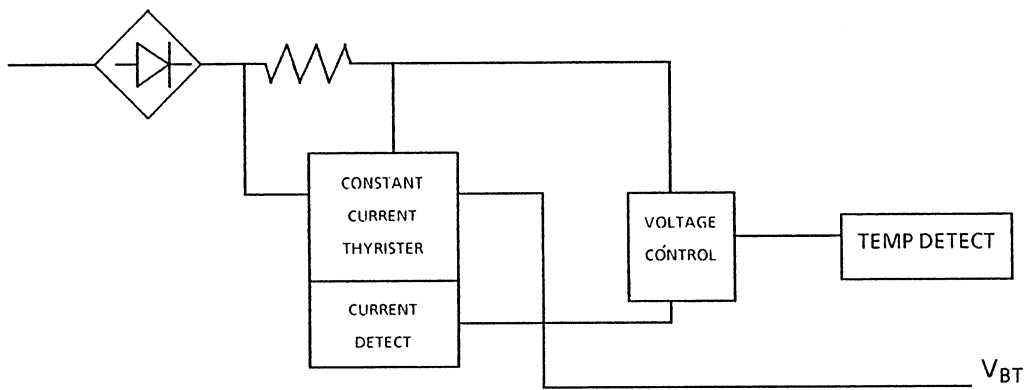 CONSTANT
CURRENT
THYRISTER
CURRENT
DETECT
VOLTAGE
CONTROL
TEMP DETECT
VBT